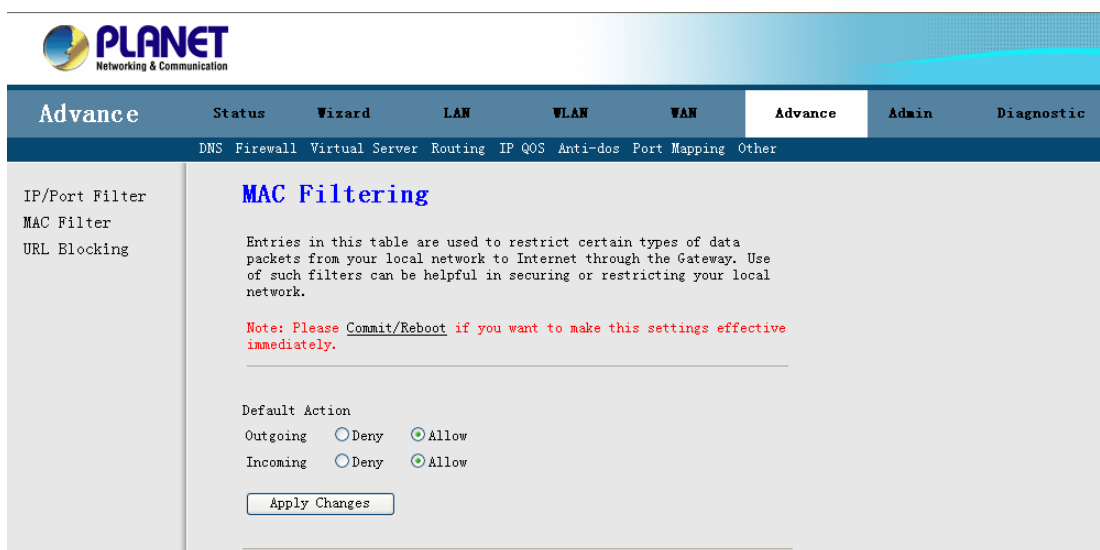 PLANET
Networking & Communication
Advance
Status Wizard LAN WLAN WAN Advance Admin Diagnostic
DNS Firewall Virtual Server Routing IP QOS Anti-dos Port Mapping Other
IP/Port Filter
MAC Filter
URL Blocking
MAC Filtering
Entries in this table are used to restrict certain types of data
packets from your local network to Internet through the Gateway. Use
of such filters can be helpful in securing or restricting your local
network.
Note: Please Commit/Reboot if you want to make this settings effective
immediately.
Default Action
Outgoing Deny Allow
Incoming Deny Allow
Apply Changes